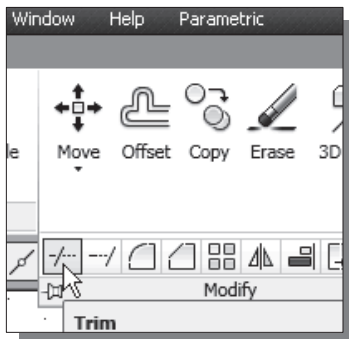 Window Help Parametric
le Move Offset Copy Erase 3D
Modify
Trim